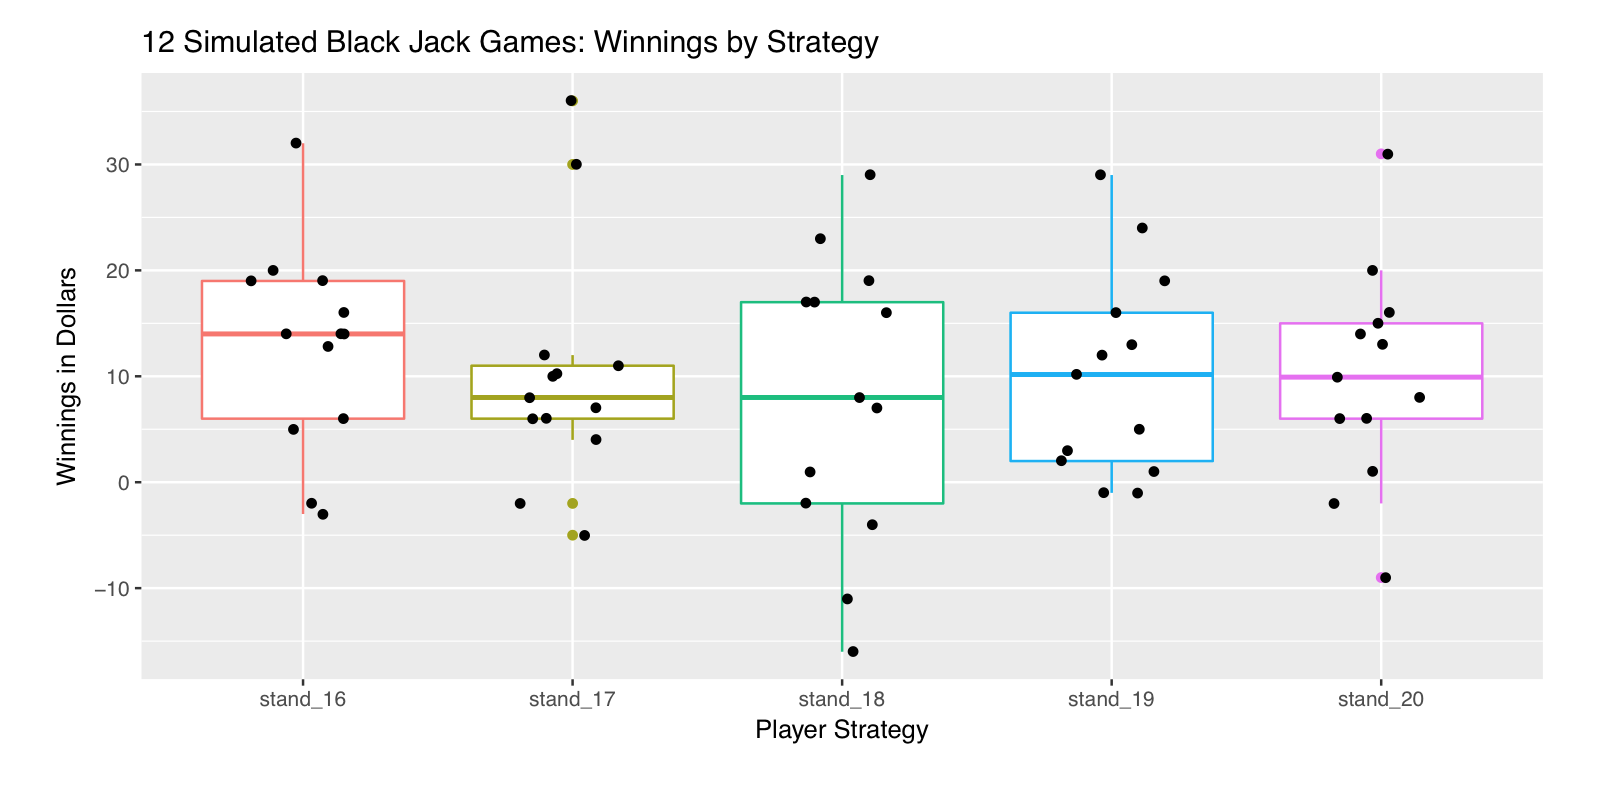 12 Simulated Black Jack Games: Winnings by Strategy
Winnings in Dollars
30
20
10
0
−10
stand_16 stand_17 stand_18 stand_19 stand_20
Player Strategy